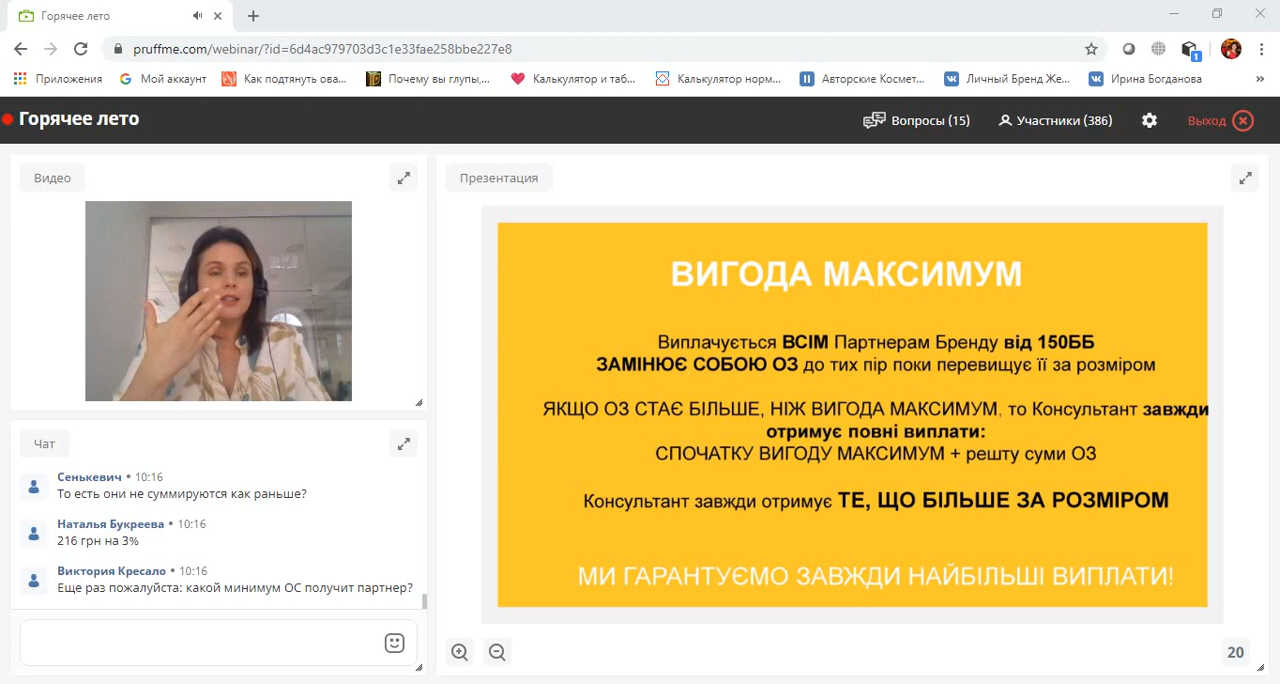 Горячее лето
pruffme.com/webinar/?id=6d4ac979703d3c1e33fae258bbe227e8
Приложения
Мой аккаунт
Как подтянуть ова...
Почему вы глупы,...
Калькулятор и таб...
Калькулятор норм...
Авторские Космет...
Личный Бренд Же...
Ирина Богданова
»
1
Горячее лето
Вопросы (15)
Участники (386)
Выход
Видео
Презентация
ВИГОДА МАКСИМУМ
Виплачується ВСІМ Партнерам Бренду від 150ББ
ЗАМІНЮЄ СОБОЮ ОЗ до тих пір поки перевищує її за розміром
ЯКЩО ОЗ СТАЄ БІЛЬШЕ, НІЖ ВИГОДА МАКСИМУМ, то Консультант завжди
отримує повні виплати:
СПОЧАТКУ ВИГОДУ МАКСИМУМ + решту суми ОЗ
Консультант завжди отримує ТЕ, ЩО БІЛЬШЕ ЗА РОЗМІРОМ
МИ ГАРАНТУЄМО ЗАВЖДИ НАЙБІЛЬШІ ВИПЛАТИ!
20
Чат
Сенькевич • 10:16
То есть они не суммируются как раньше?
Наталья Букреева • 10:16
216 грн на 3%
Виктория Кресало • 10:16
Еще раз пожалуйста: какой минимум ОС получит партнер?